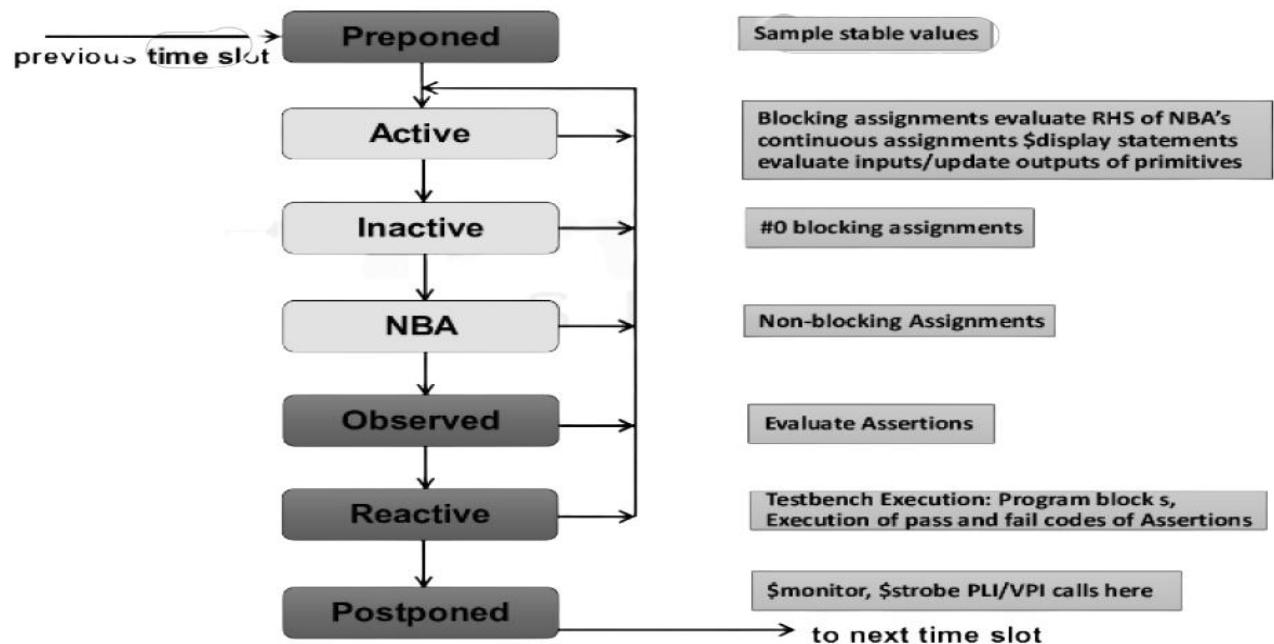 Preponed
Sample stable values
previous time slot
Active
Blocking assignments evaluate RHS of NBA's
continuous assignments $display statements
evaluate inputs/update outputs of primitives
Inactive
#0 blocking assignments
NBA
Non-blocking Assignments
Observed
Evaluate Assertions
Reactive
Testbench Execution: Program block s,
Execution of pass and fail codes of Assertions
Postponed
$monitor, $strobe PLI/VPI calls here
to next time slot